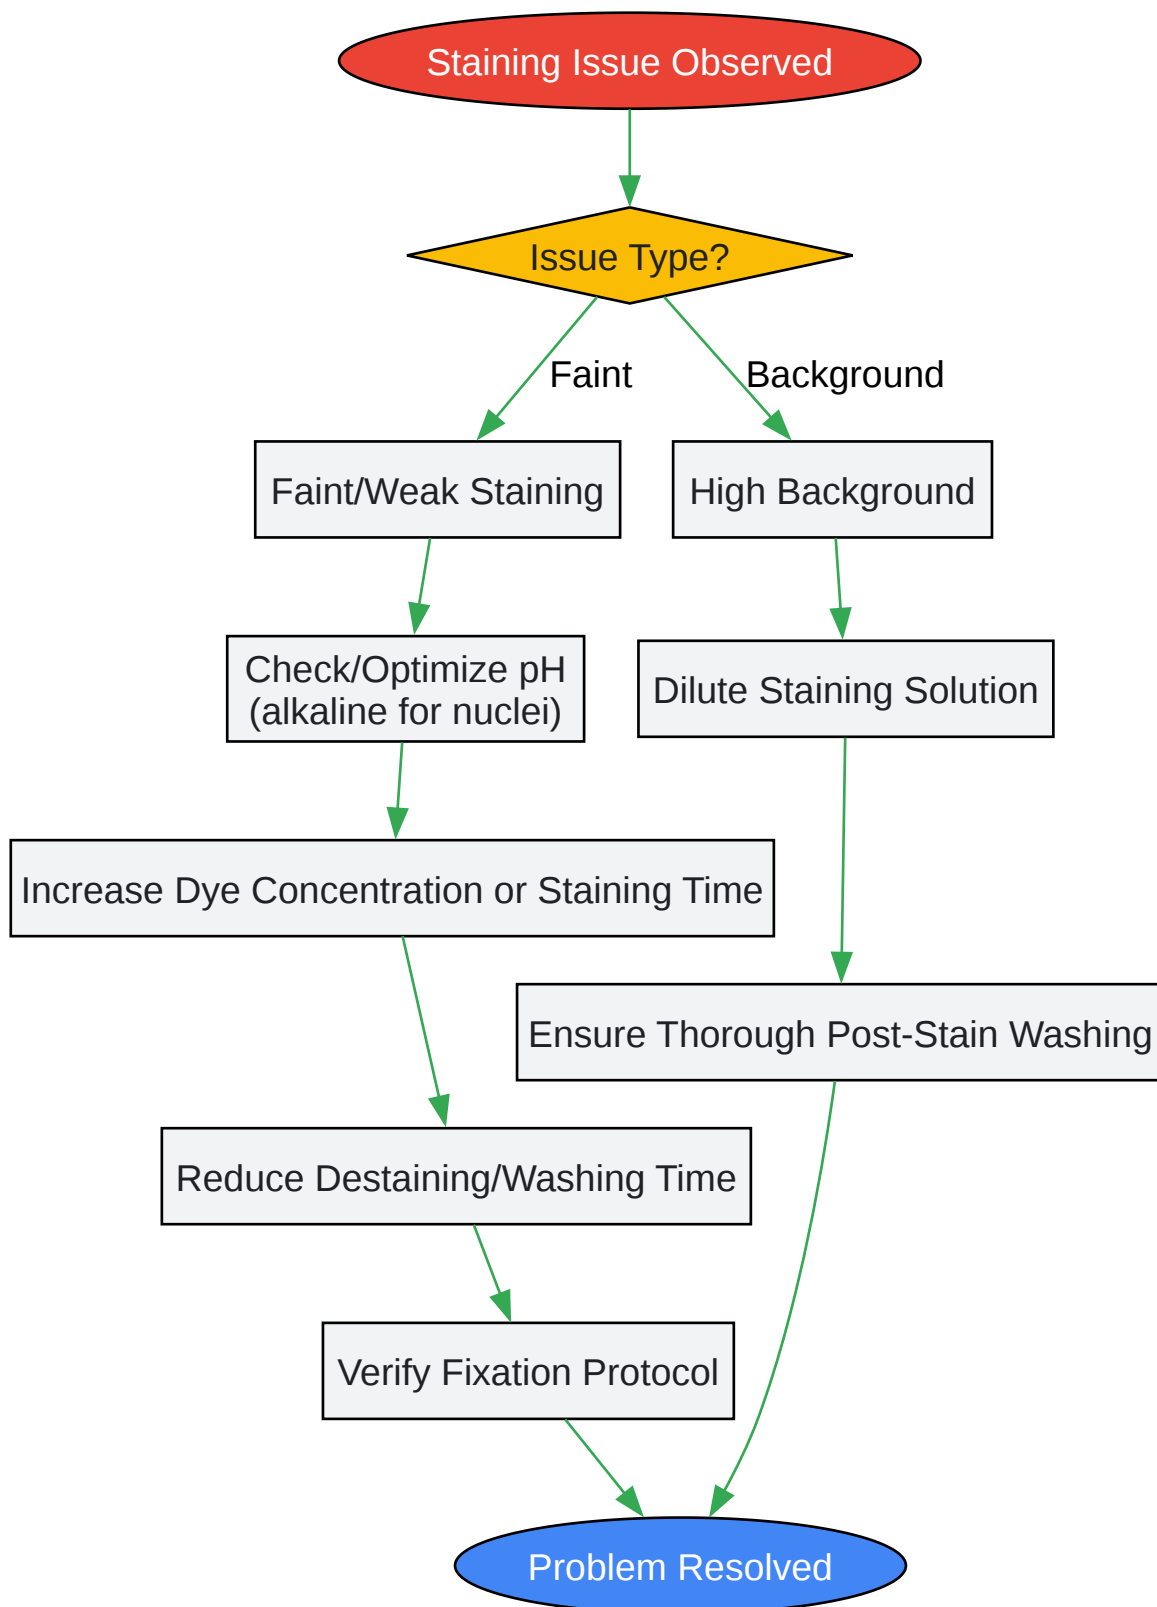 Staining Issue Observed
Issue Type?
Faint
Background
Faint/Weak Staining
High Background
Check/Optimize pH
(alkaline for nuclei)
Dilute Staining Solution
Increase Dye Concentration or Staining Time
Ensure Thorough Post-Stain Washing
Reduce Destaining/Washing Time
Verify Fixation Protocol
Problem Resolved